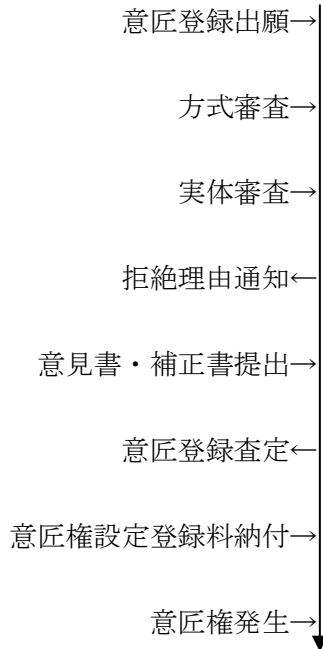 意匠登録出願→
方式審査→
実体審査→
拒絶理由通知←
意見書・補正書提出→
意匠登録査定←
意匠権設定登録料納付→
意匠権発生→